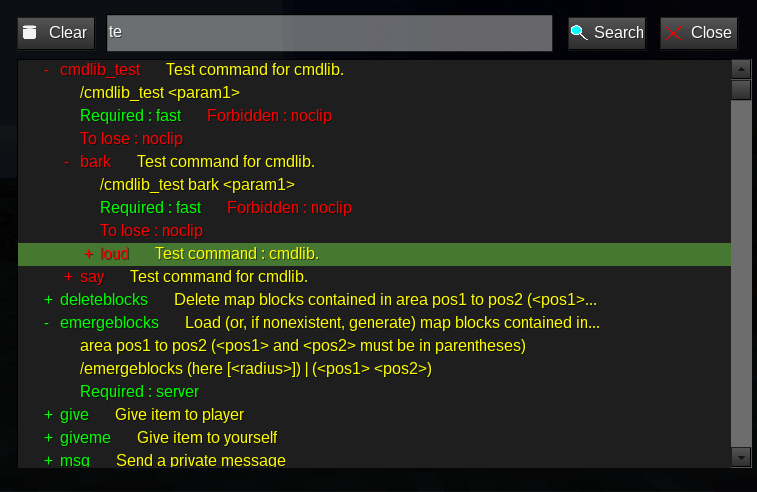 Clear te Search Close
- cmdlib_test Test command for cmdlib.
/cmdlib_test <param1>
Required : fast Forbidden : noclip
To lose : noclip
- bark Test command for cmdlib.
/cmdlib_test bark <param1>
Required : fast Forbidden : noclip
To lose : noclip
+ loud Test command : cmdlib.
+ say Test command for cmdlib.
+ deleteblocks Delete map blocks contained in area pos1 to pos2 (<pos1>...
- emergeblocks Load (or, if nonexistent, generate) map blocks contained in...
area pos1 to pos2 (<pos1> and <pos2> must be in parentheses)
/emergeblocks (here [<radius>]) | (<pos1> <pos2>)
Required : server
+ give Give item to player
+ giveme Give item to yourself
+ msg Send a private message